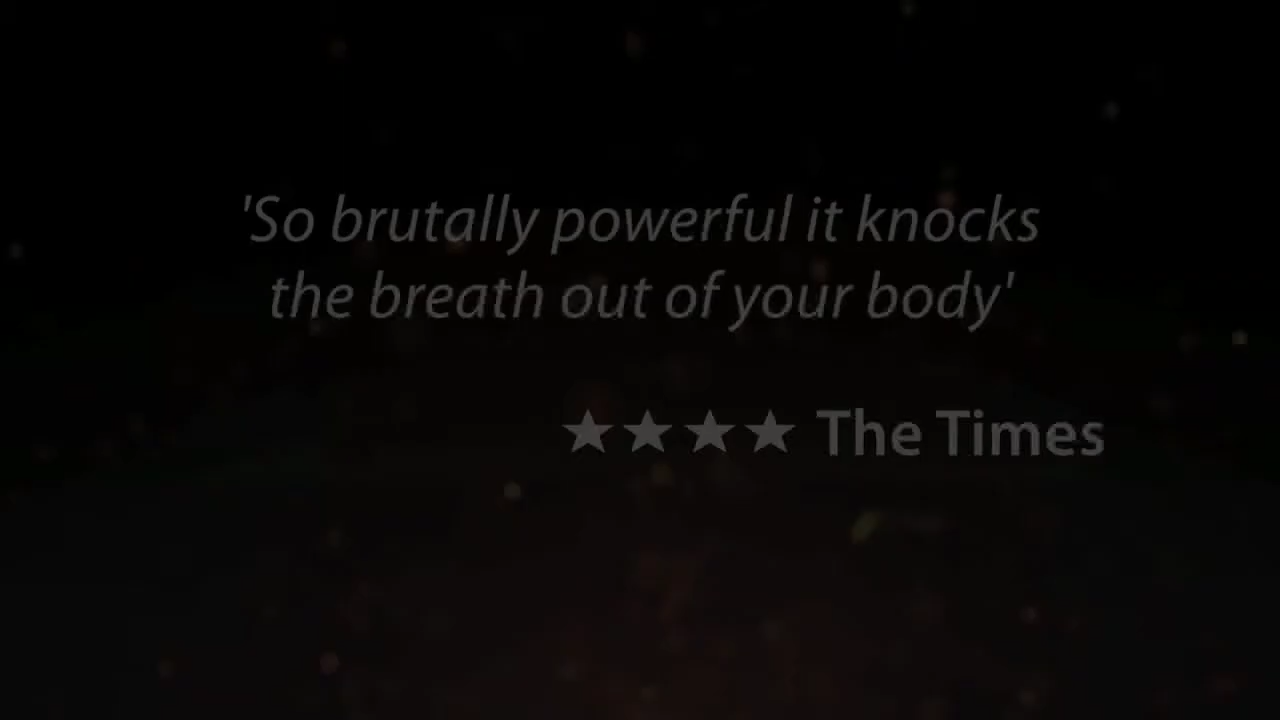 'So brutally powerful it knocks
the breath out of your body'
★★★★ The Times